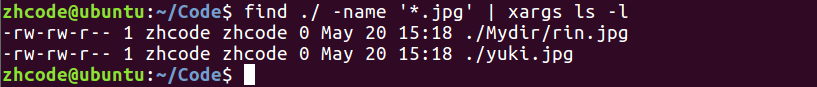 zhcode@ubuntu:~/Code$ find ./ -name '*.jpg' | xargs ls -l
-rw-rw-r-- 1 zhcode zhcode 0 May 20 15:18 ./Mydir/rin.jpg
-rw-rw-r-- 1 zhcode zhcode 0 May 20 15:18 ./yuki.jpg
zhcode@ubuntu:~/Code$